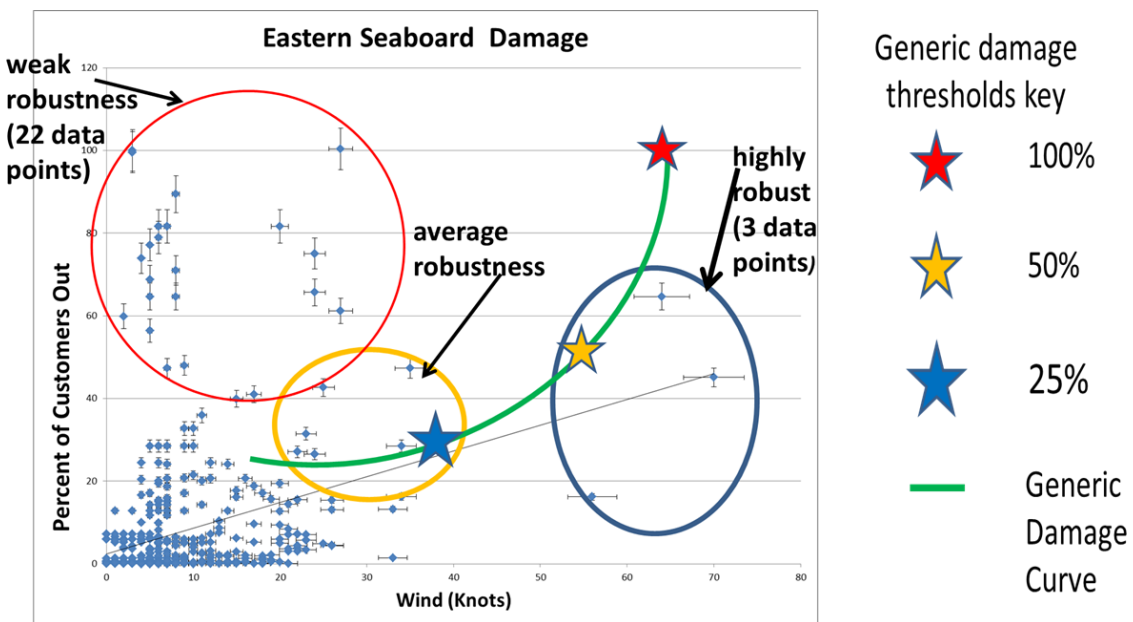 Eastern Seaboard  Damage
weak
robustness
(22 data
points)
average
robustness
highly
robust
(3 data
points)
Percent of Customers Out
120
100
80
60
40
20
0
0 10 20 30 40 50 60 70 80
Wind (Knots)
Generic damage
thresholds key
100%
50%
25%
Generic
Damage
Curve